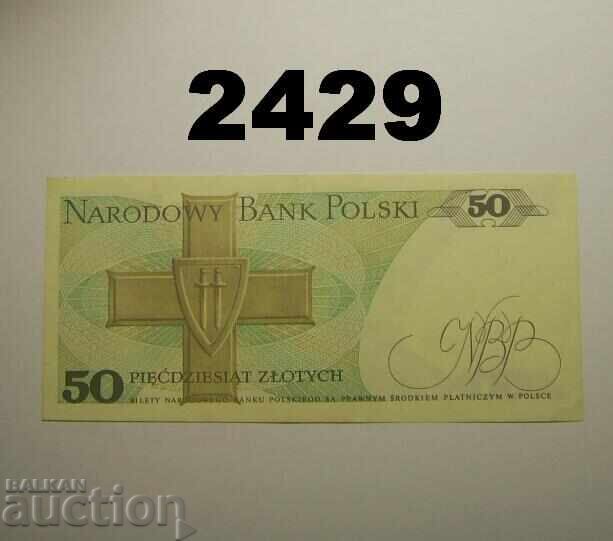 2429
NARODOWY BANK POLSKI
50
NBP
50 PIĘĆDZIESIĄT ZŁOTYCH
BILETY NARODOWEGO BANKU POLSKIEGO SĄ PRAWNYM ŚRODKIEM PŁATNICZYM W POLSCE
BALKAN
auction